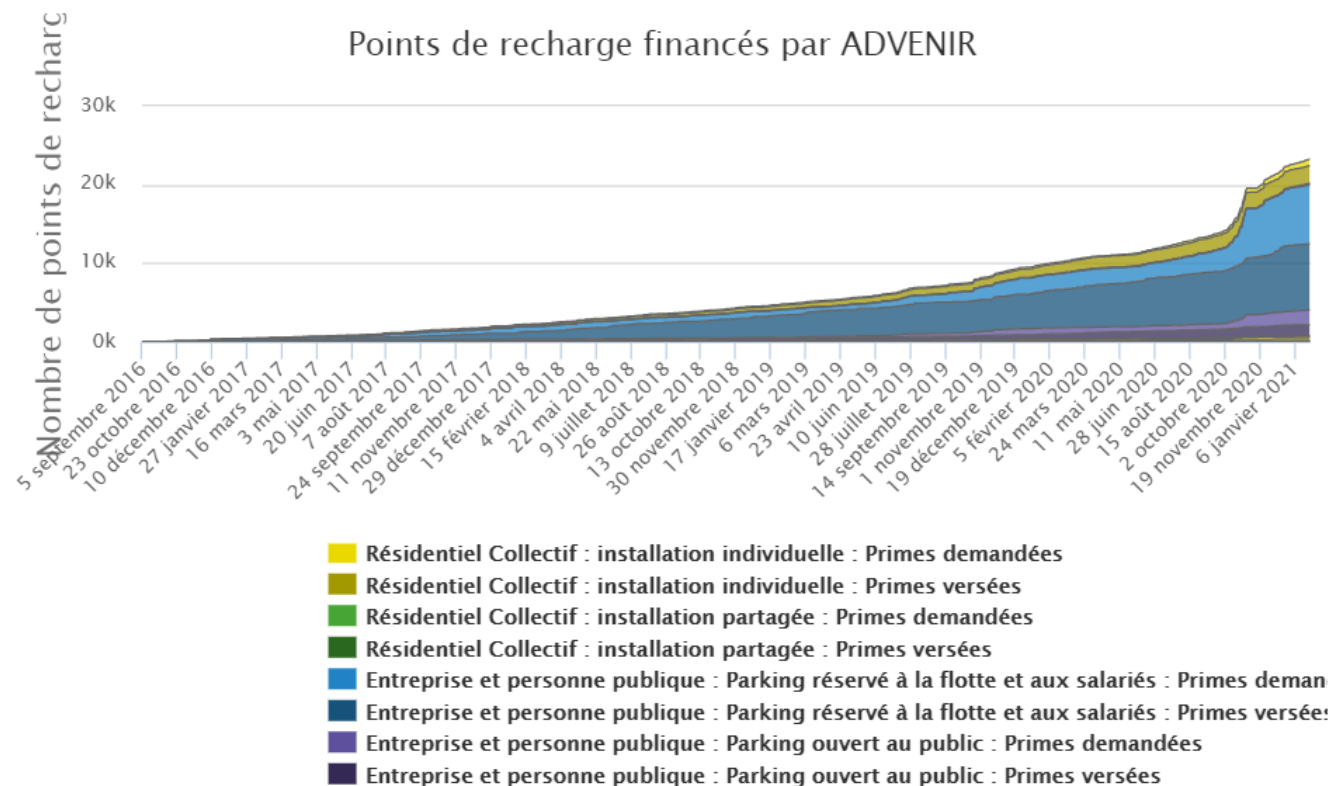 Points de recharge financés par ADVENIR
Nombre de points de recharg
30k
20k
10k
0k
5 septembre 2016
23 octobre 2016
10 décembre 2016
27 janvier 2017
16 mars 2017
3 mai 2017
20 juin 2017
7 août 2017
24 septembre 2017
11 novembre 2017
29 décembre 2017
15 février 2018
4 avril 2018
22 mai 2018
9 juillet 2018
26 août 2018
13 octobre 2018
30 novembre 2018
17 janvier 2019
6 mars 2019
23 avril 2019
10 juin 2019
28 juillet 2019
14 septembre 2019
1 novembre 2019
19 décembre 2019
5 février 2020
24 mars 2020
11 mai 2020
28 juin 2020
15 août 2020
2 octobre 2020
19 novembre 2020
6 janvier 2021
Résidentiel Collectif : installation individuelle : Primes demandées
Résidentiel Collectif : installation individuelle : Primes versées
Résidentiel Collectif : installation partagée : Primes demandées
Résidentiel Collectif : installation partagée : Primes versées
Entreprise et personne publique : Parking réservé à la flotte et aux salariés : Primes deman
Entreprise et personne publique : Parking réservé à la flotte et aux salariés : Primes versées
Entreprise et personne publique : Parking ouvert au public : Primes demandées
Entreprise et personne publique : Parking ouvert au public : Primes versées